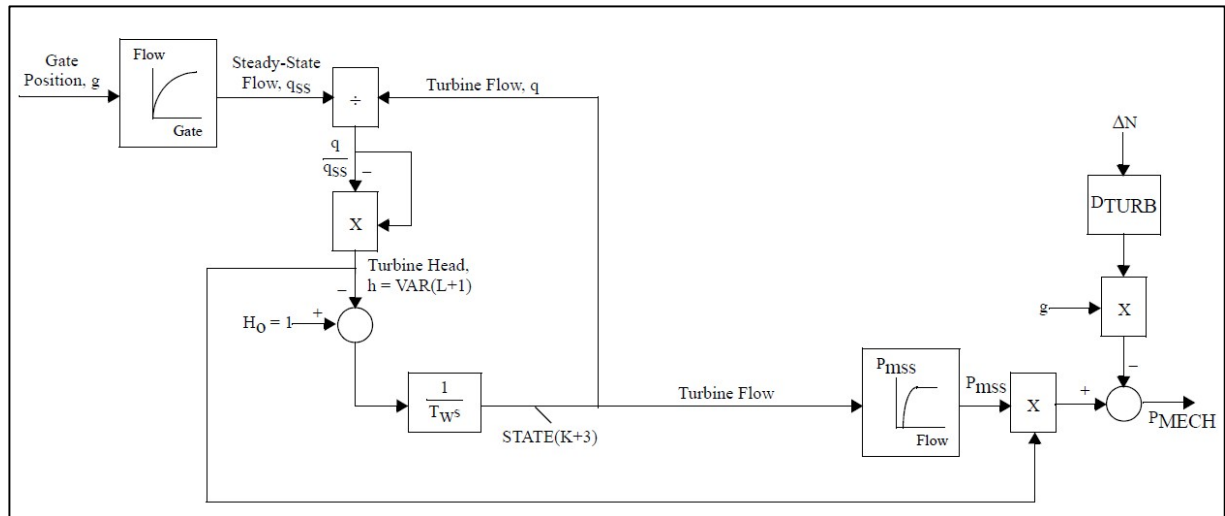 Gate
Position, g
Flow
Gate
Steady-State
Flow, qSS
÷
Turbine Flow, q
q
qSS
–
X
Turbine Head,
h = VAR(L+1)
–
HO = 1
+
1
TWs
STATE(K+3)
Turbine Flow
Pmss
Flow
Pmss
X
+
ΔN
DTURB
g
X
–
PMECH